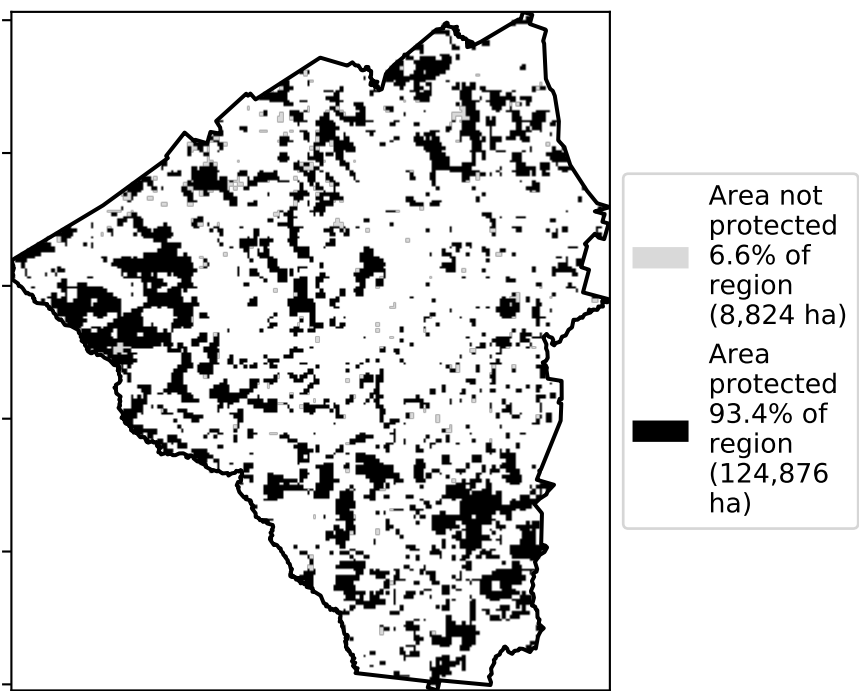 Area not
protected
6.6% of
region
(8,824 ha)
Area
protected
93.4% of
region
(124,876
ha)